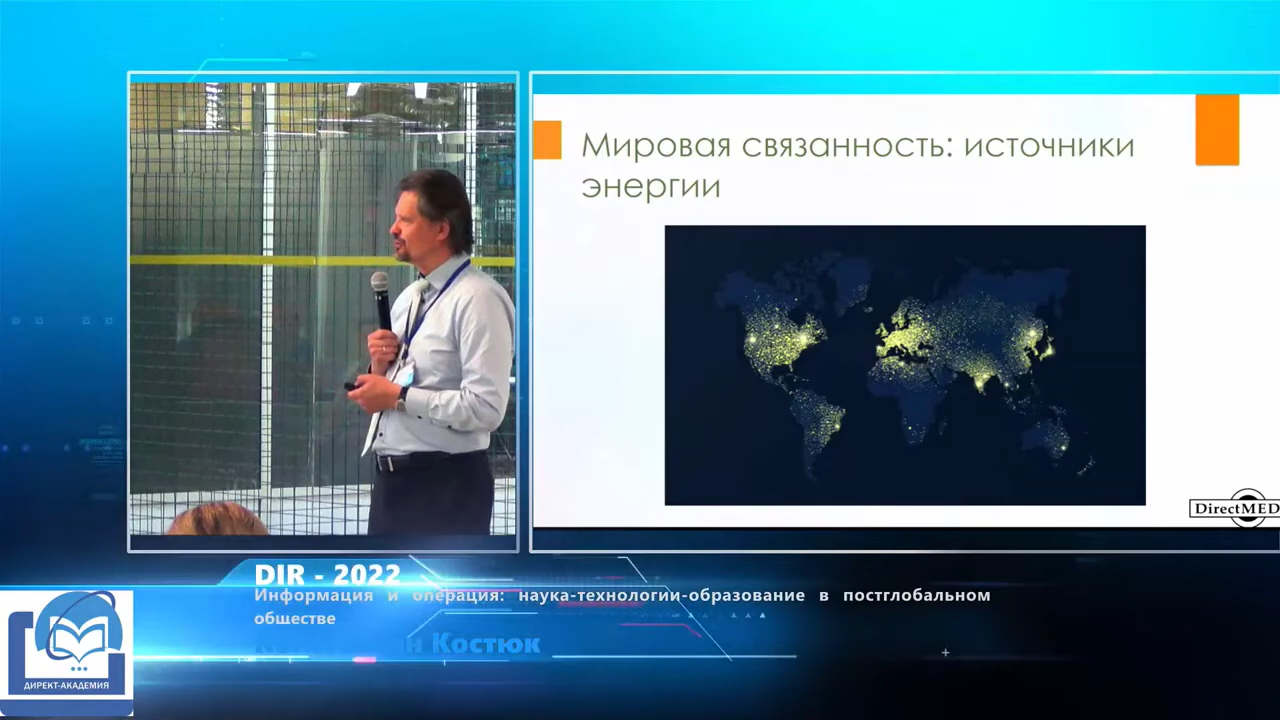 Мировая связанность: источники
энергии
DirectMED
DIR - 2022
Информация и операция: наука-технологии-образование в постглобальном
обществе
Костюк
ДИРЕКТ-АКАДЕМИЯ